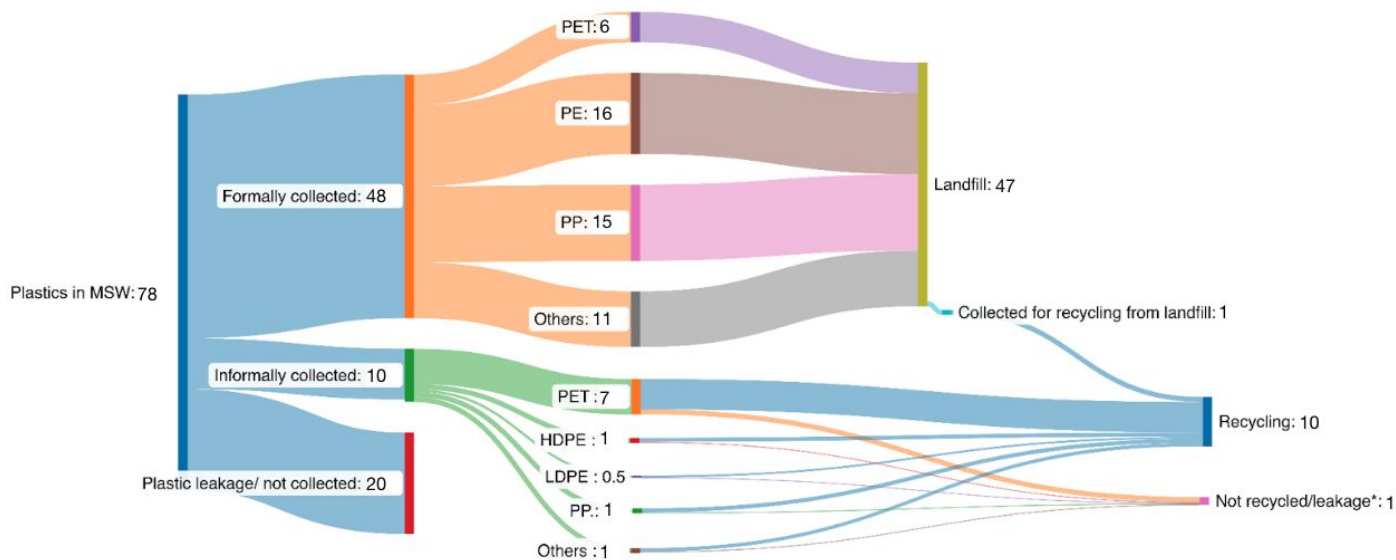 PET: 6
PE: 16
Formally collected: 48
Landfill: 47
PP: 15
Plastics in MSW: 78
Others: 11
Collected for recycling from landfill: 1
Informally collected: 10
PET : 7
Recycling: 10
HDPE : 1
LDPE : 0.5
Plastic leakage/ not collected: 20
Not recycled/leakage*: 1
PP.: 1
Others : 1